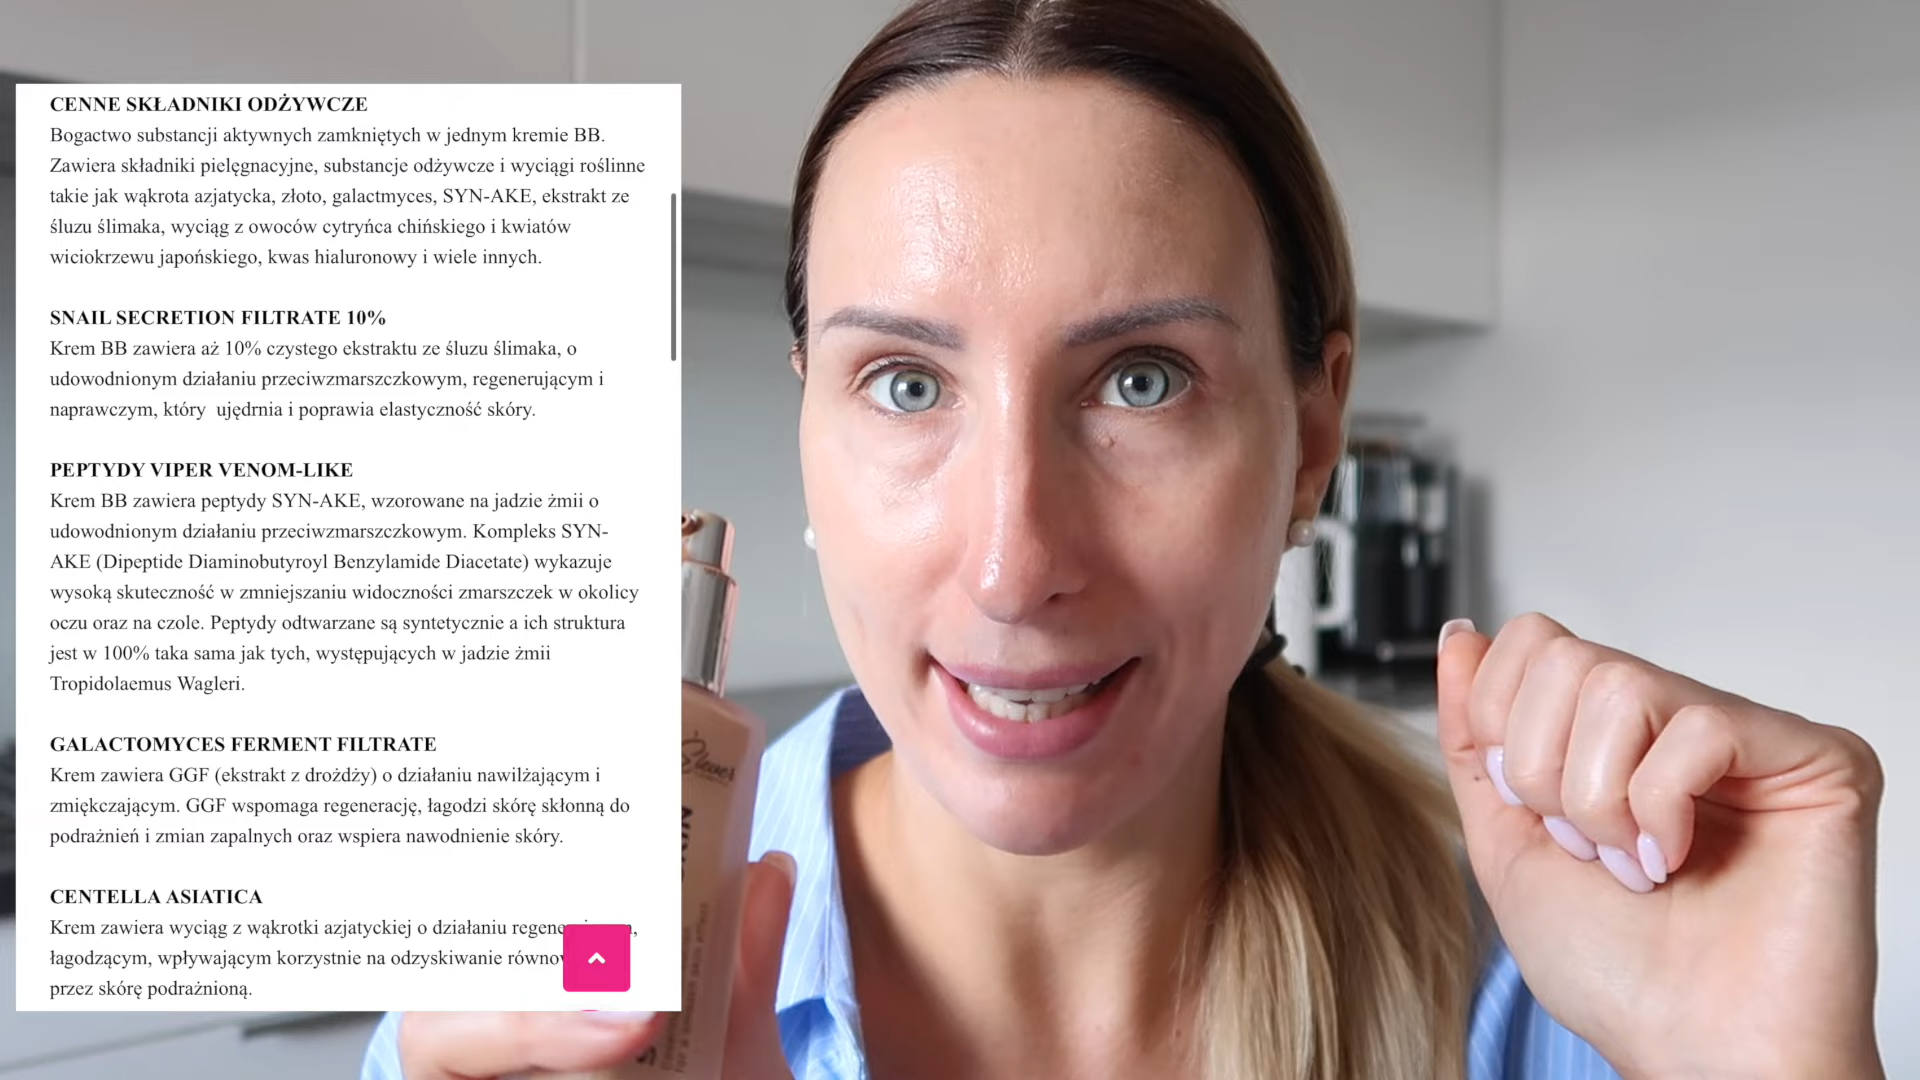 CENNE SKŁADNIKI ODŻYWCZE
Bogactwo substancji aktywnych zamkniętych w jednym kremie BB.
Zawiera składniki pielęgnacyjne, substancje odżywcze i wyciągi roślinne
takie jak wąkrota azjatycka, złoto, galactmyces, SYN-AKE, ekstrakt ze
śluzu ślimaka, wyciąg z owoców cytryńca chińskiego i kwiatów
wiciokrzewu japońskiego, kwas hialuronowy i wiele innych.
SNAIL SECRETION FILTRATE 10%
Krem BB zawiera aż 10% czystego ekstraktu ze śluzu ślimaka, o
udowodnionym działaniu przeciwzmarszczkowym, regenerującym i
naprawczym, który ujędrnia i poprawia elastyczność skóry.
PEPTYDY VIPER VENOM-LIKE
Krem BB zawiera peptydy SYN-AKE, wzorowane na jadzie żmii o
udowodnionym działaniu przeciwzmarszczkowym. Kompleks SYN-
AKE (Dipeptide Diaminobutyroyl Benzylamide Diacetate) wykazuje
wysoką skuteczność w zmniejszaniu widoczności zmarszczek w okolicy
oczu oraz na czole. Peptydy odtwarzane są syntetycznie a ich struktura
jest w 100% taka sama jak tych, występujących w jadzie żmii
Tropidolaemus Wagleri.
GALACTOMYCES FERMENT FILTRATE
Krem zawiera GGF (ekstrakt z drożdży) o działaniu nawilżającym i
zmiękczającym. GGF wspomaga regenerację, łagodzi skórę skłonną do
podrażnień i zmian zapalnych oraz wspiera nawodnienie skóry.
CENTELLA ASIATICA
Krem zawiera wyciąg z wąkrotki azjatyckiej o działaniu
łagodzącym, wpływającym korzystnie na odzyskiwanie
przez skórę podrażnioną.